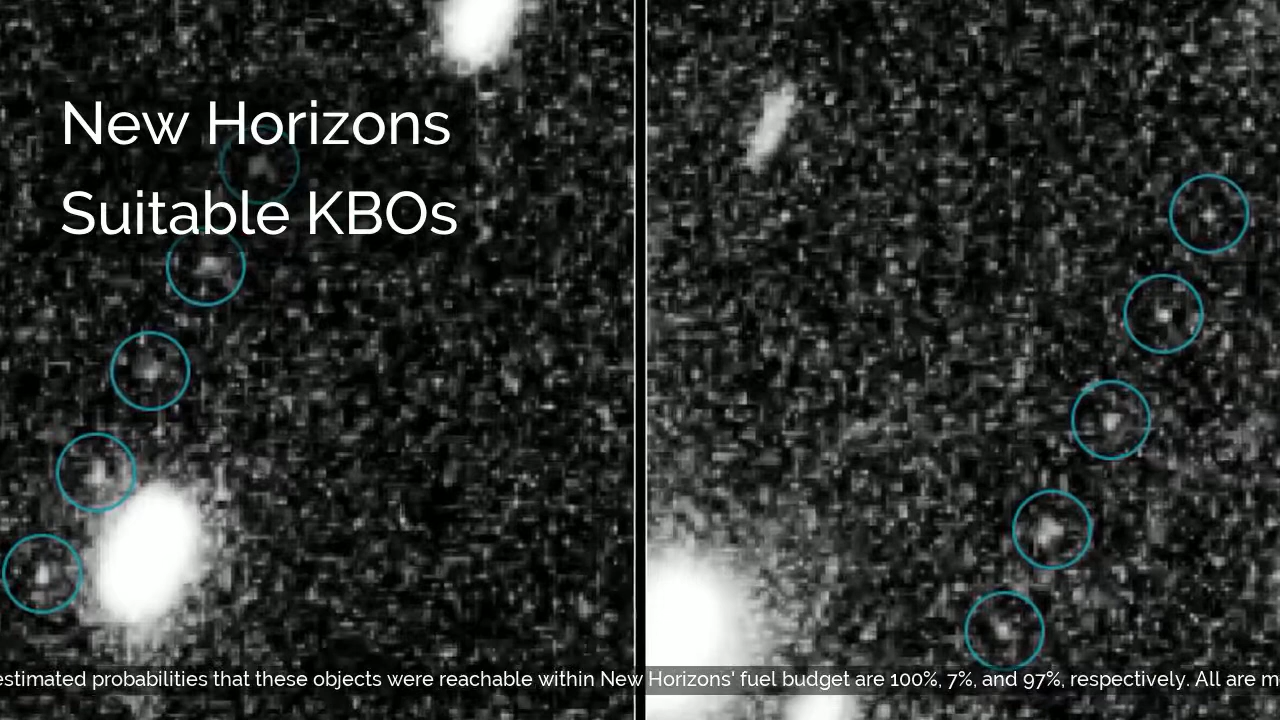 New Horizons
Suitable KBOs
estimated probabilities that these objects were reachable within New Horizons' fuel budget are 100%, 7%, and 97%, respectively. All are m